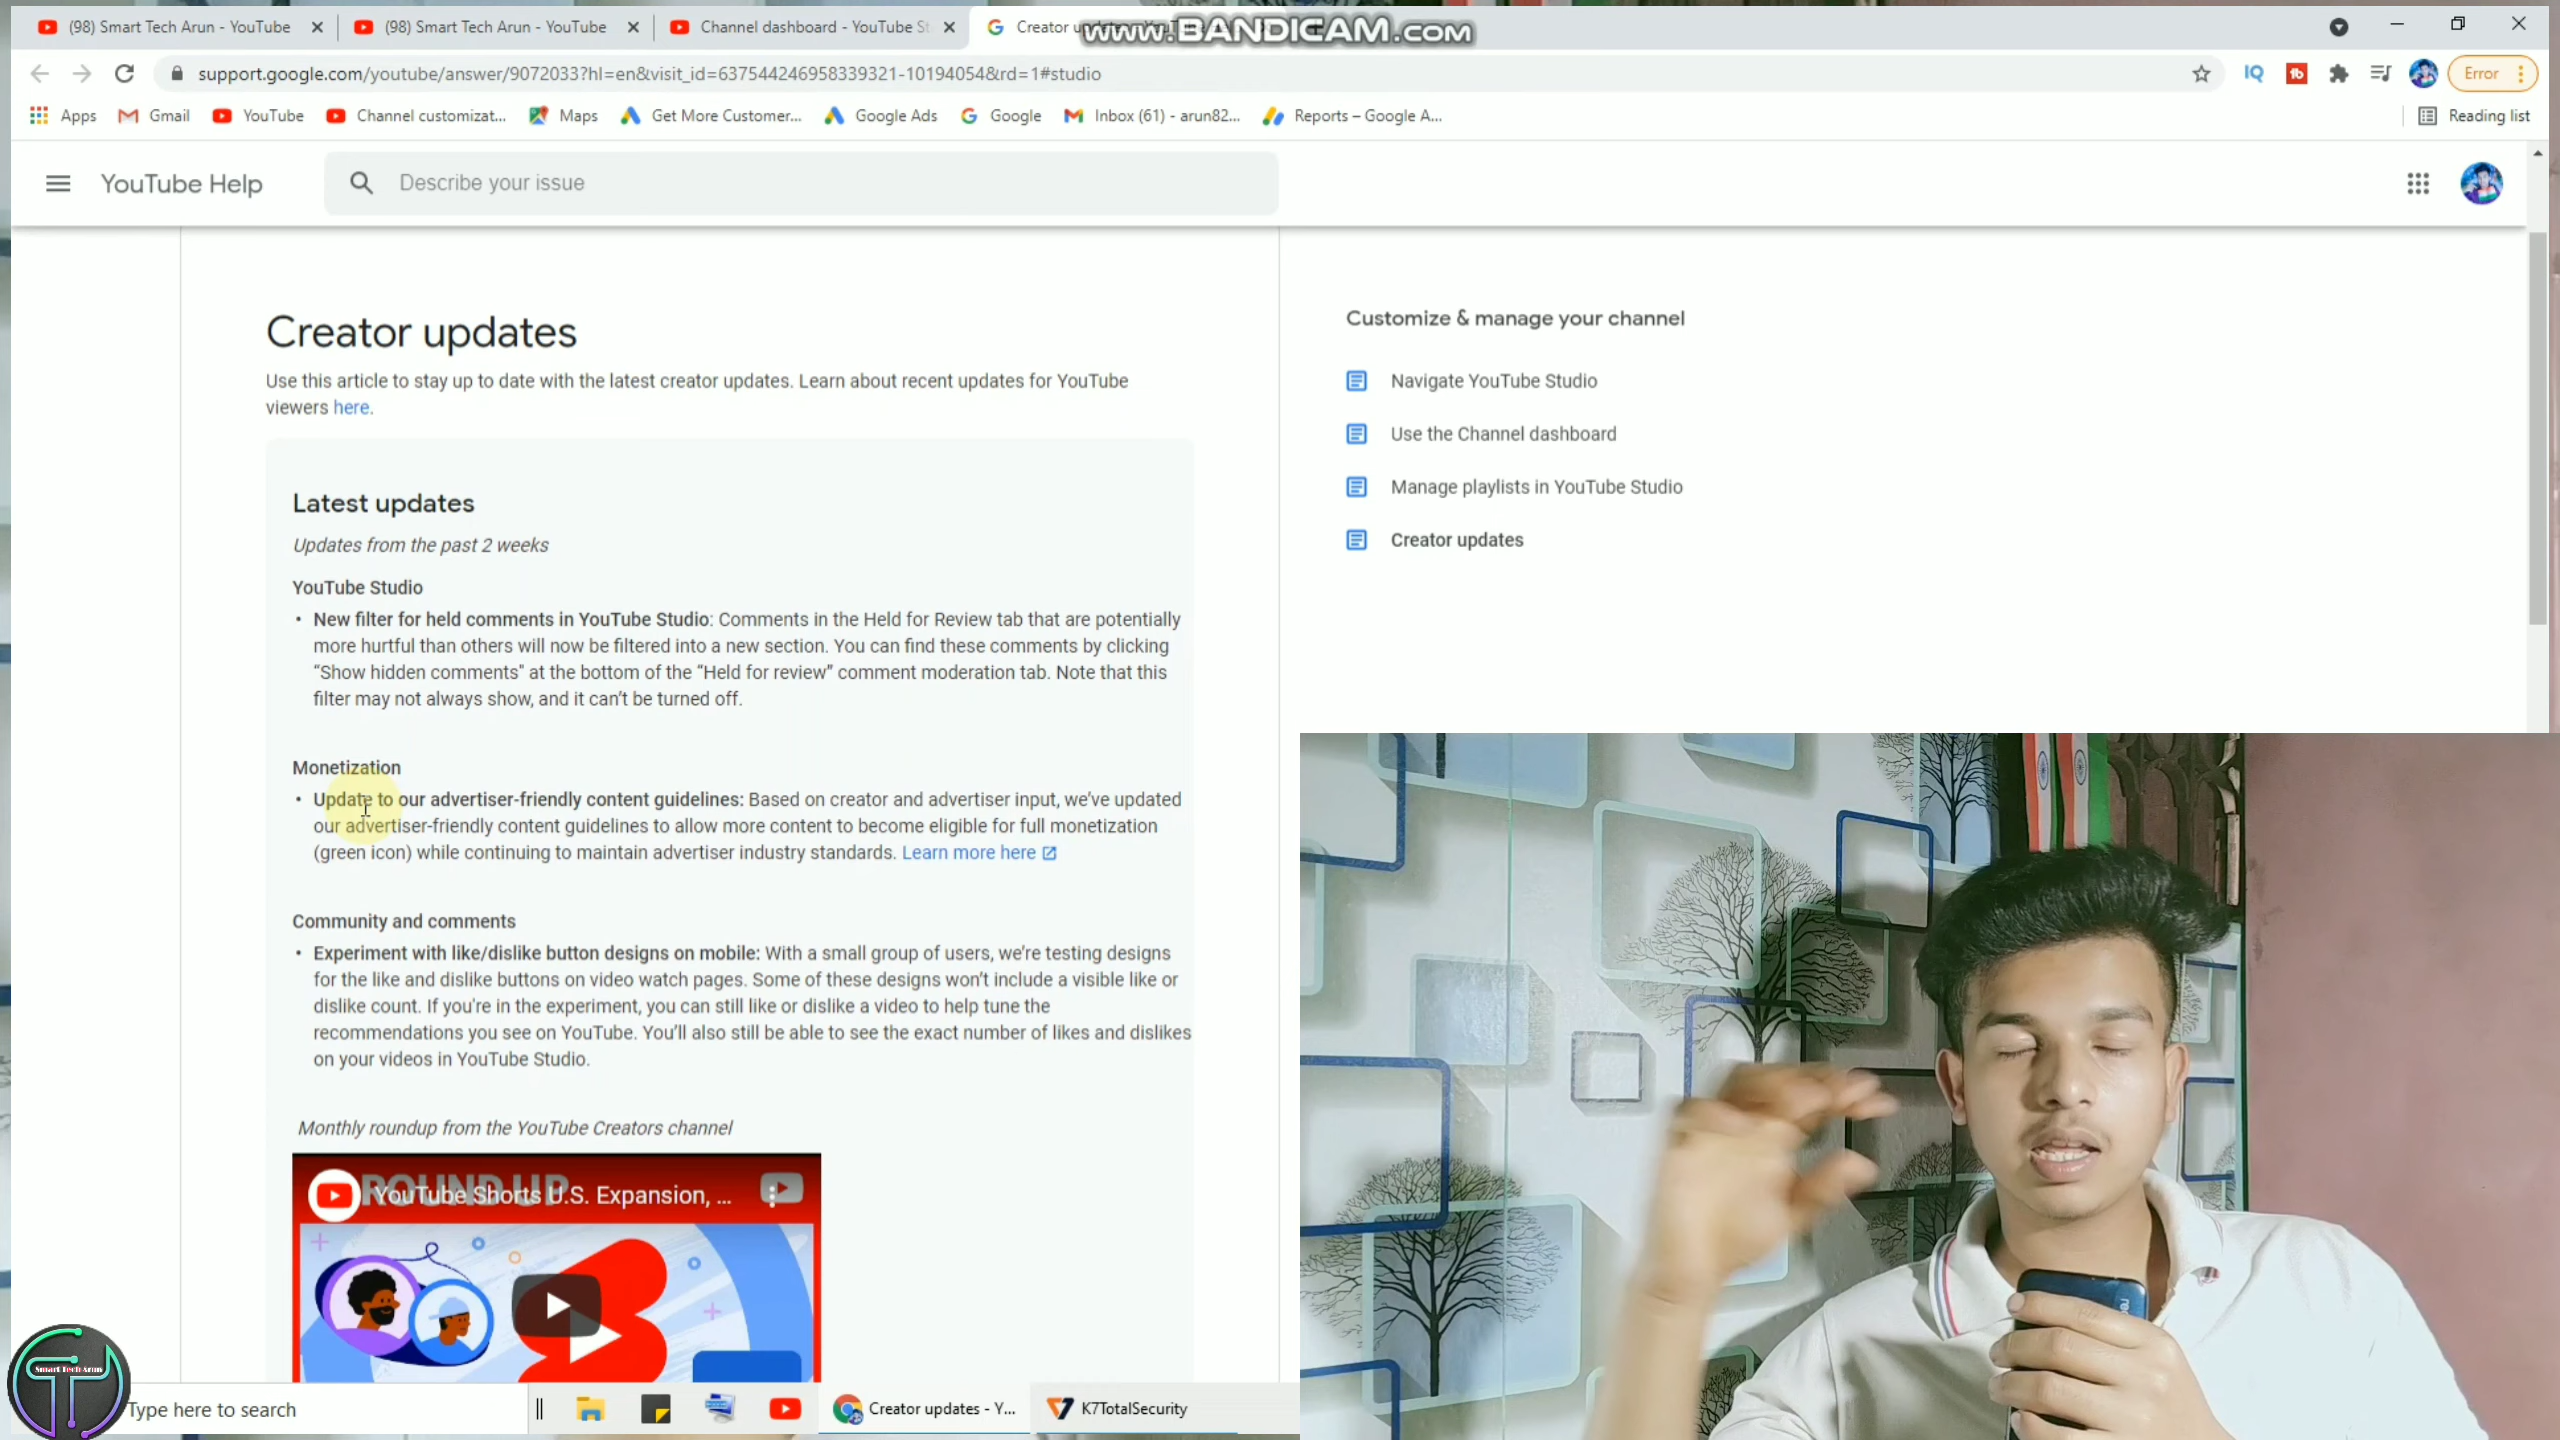 (98) Smart Tech Arun - YouTube
(98) Smart Tech Arun - YouTube
Channel dashboard - YouTube St
Creator
www.BANDICAM.com
support.google.com/youtube/answer/9072033?hl=en&visit_id=637544246958339321-10194054&rd=1#studio
Error
Apps
Gmail
YouTube
Channel customizat...
Maps
Get More Customer...
Google Ads
Google
Inbox (61) - arun82...
Reports – Google A...
Reading list
YouTube Help
Describe your issue
Creator updates
Use this article to stay up to date with the latest creator updates. Learn about recent updates for YouTube
viewers here.
Latest updates
Updates from the past 2 weeks
YouTube Studio
• New filter for held comments in YouTube Studio: Comments in the Held for Review tab that are potentially
more hurtful than others will now be filtered into a new section. You can find these comments by clicking
“Show hidden comments" at the bottom of the “Held for review” comment moderation tab. Note that this
filter may not always show, and it can’t be turned off.
Monetization
• Update to our advertiser-friendly content guidelines: Based on creator and advertiser input, we’ve updated
our advertiser-friendly content guidelines to allow more content to become eligible for full monetization
(green icon) while continuing to maintain advertiser industry standards. Learn more here
Community and comments
• Experiment with like/dislike button designs on mobile: With a small group of users, we’re testing designs
for the like and dislike buttons on video watch pages. Some of these designs won’t include a visible like or
dislike count. If you're in the experiment, you can still like or dislike a video to help tune the
recommendations you see on YouTube. You’ll also still be able to see the exact number of likes and dislikes
on your videos in YouTube Studio.
Monthly roundup from the YouTube Creators channel
ROUND UP
YouTube Shorts U.S. Expansion, ...
Customize & manage your channel
Navigate YouTube Studio
Use the Channel dashboard
Manage playlists in YouTube Studio
Creator updates
Smart Tech Arun
Type here to search
Creator updates - Y...
K7TotalSecurity